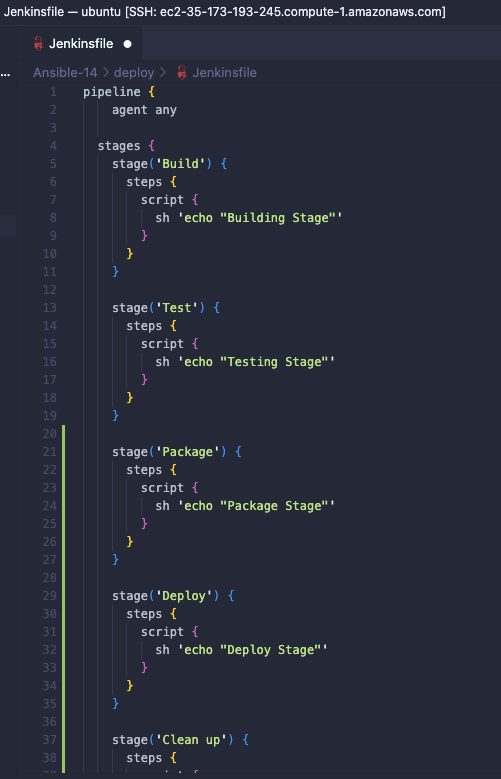 Jenkinsfile — ubuntu [SSH: ec2-35-173-193-245.compute-1.amazonaws.com]
Jenkinsfile ●
... Ansible-14 > deploy > Jenkinsfile
1 pipeline {
2 agent any
3
4 stages {
5 stage('Build') {
6 steps {
7 script {
8 sh 'echo "Building Stage"'
9 }
10 }
11 }
12
13 stage('Test') {
14 steps {
15 script {
16 sh 'echo "Testing Stage"'
17 }
18 }
19 }
20
21 stage('Package') {
22 steps {
23 script {
24 sh 'echo "Package Stage"'
25 }
26 }
27 }
28
29 stage('Deploy') {
30 steps {
31 script {
32 sh 'echo "Deploy Stage"'
33 }
34 }
35 }
36
37 stage('Clean up') {
38 steps {